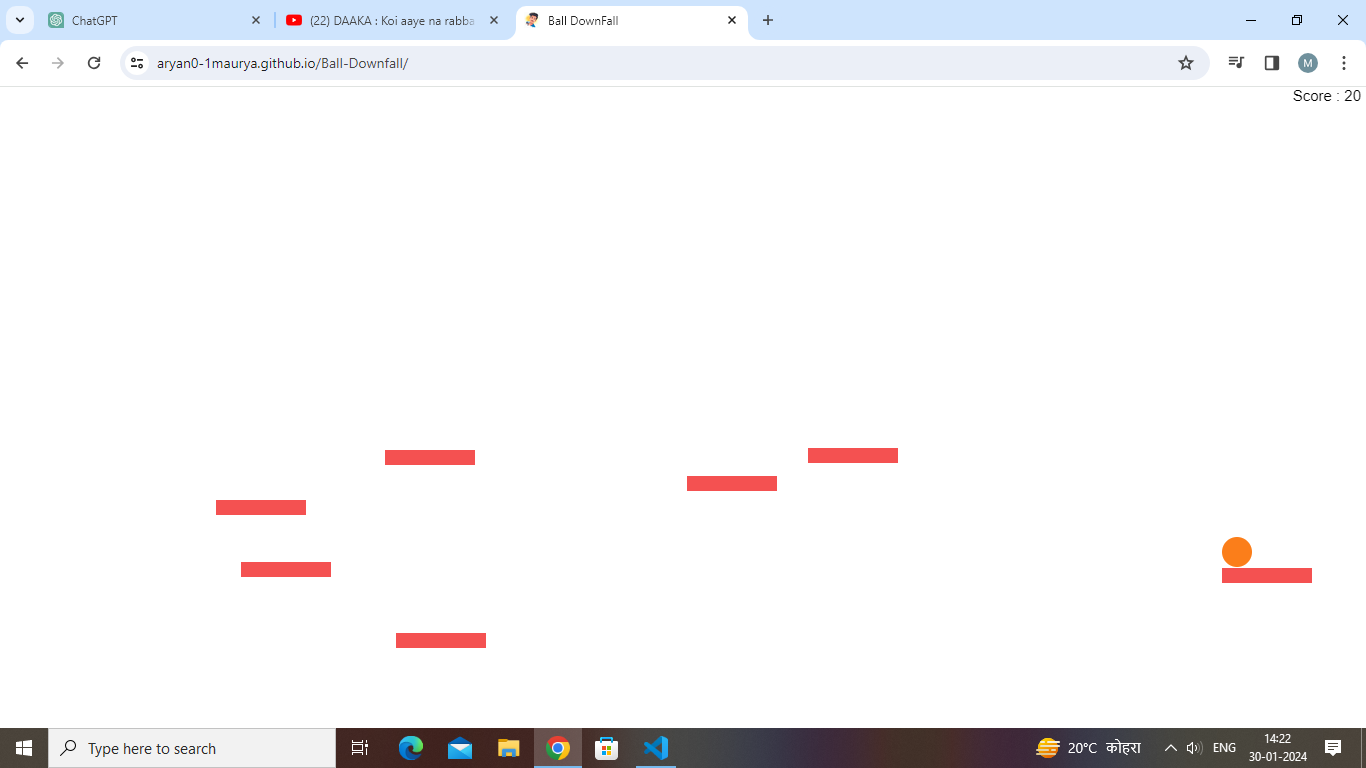 ChatGPT
(22) DAAKA : Koi aaye na rabba
Ball DownFall
aryan0-1maurya.github.io/Ball-Downfall/
M
Score : 20
Type here to search
20°C कोहरा
ENG
14:22
30-01-2024